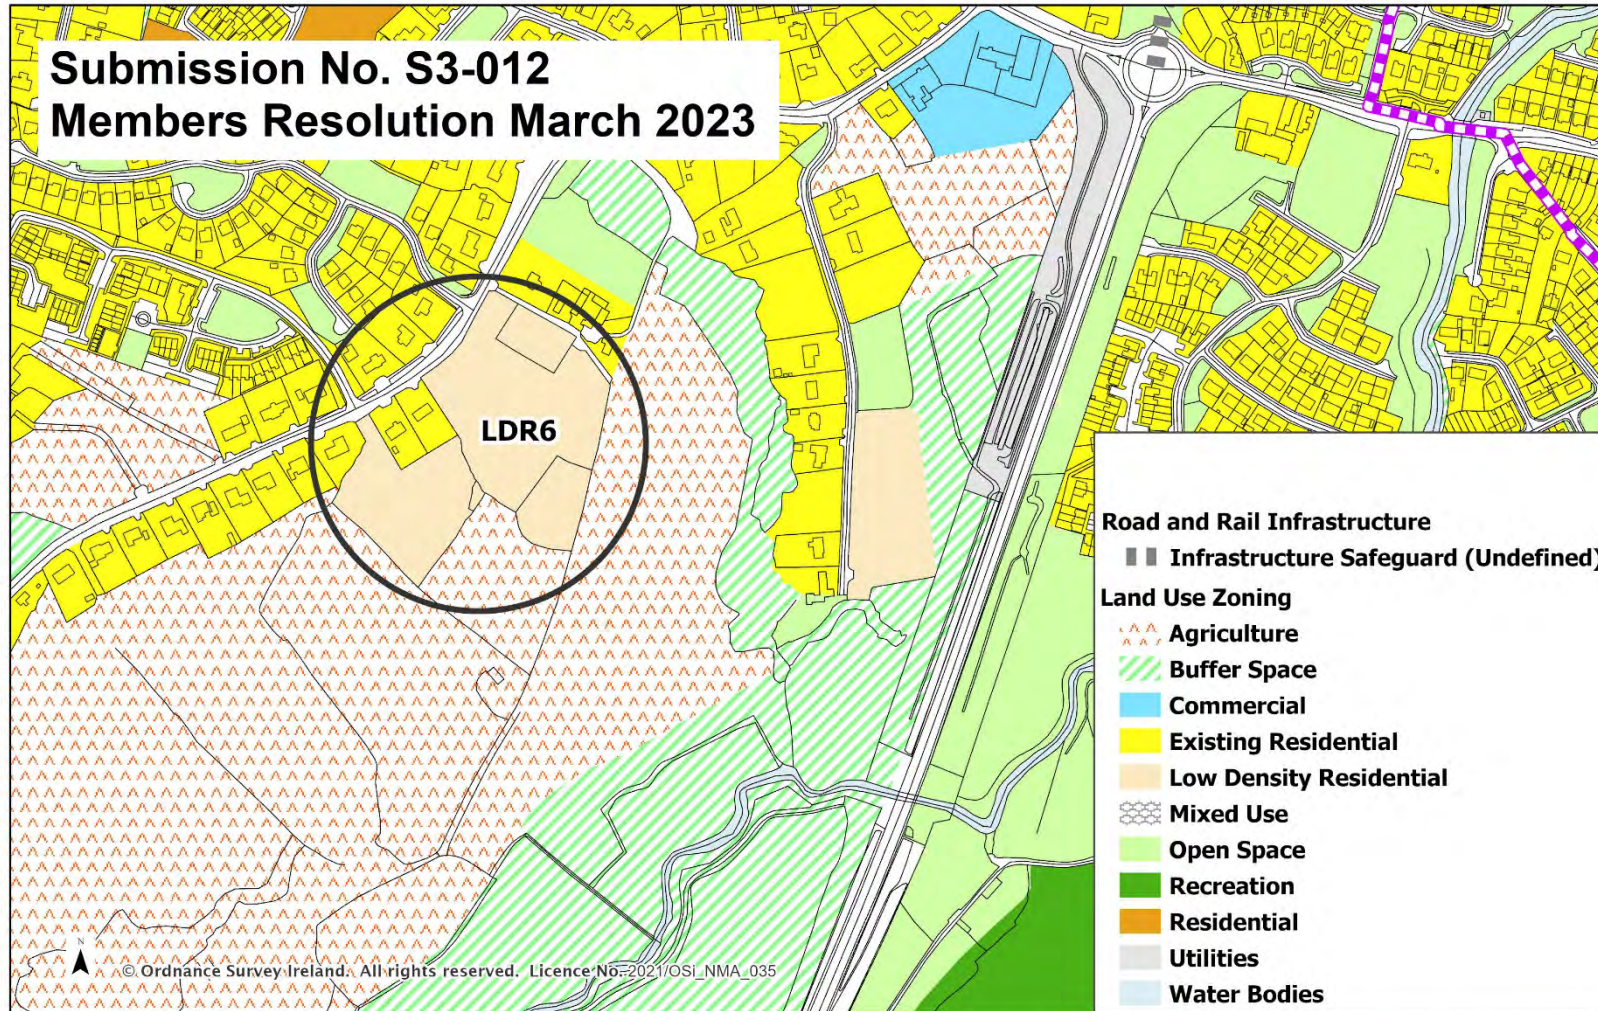 Submission No. S3-012
Members Resolution March 2023
LDR6
Road and Rail Infrastructure
Infrastructure Safeguard (Undefined)
Land Use Zoning
Agriculture
Buffer Space
Commercial
Existing Residential
Low Density Residential
Mixed Use
Open Space
Recreation
Residential
Utilities
Water Bodies
N
© Ordnance Survey Ireland. All rights reserved. Licence No. 2021/OSi_NMA_035